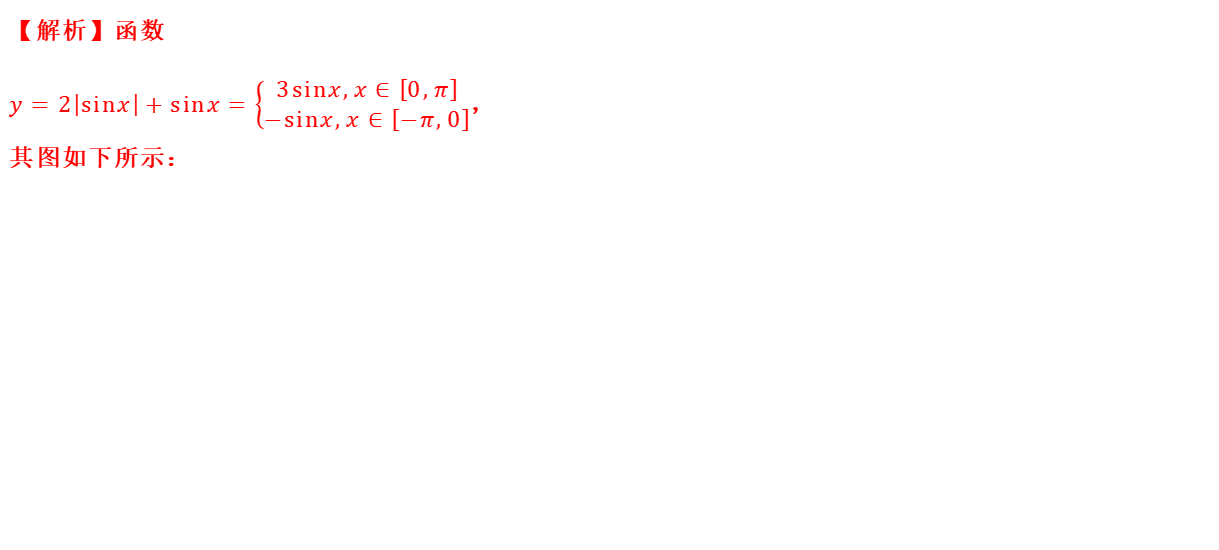 【解析】函数
y = 2|sinx| + sinx = { 3sinx, x ∈ [0, π]
−sinx, x ∈ [−π, 0]，
其图如下所示：